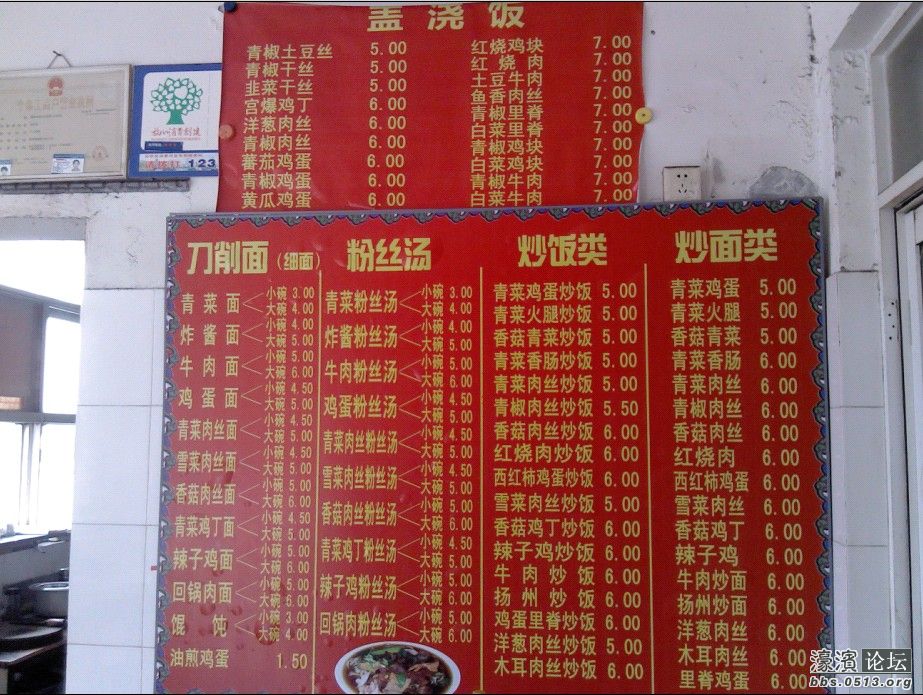 盖浇饭
青椒土豆丝 5.00
青椒干丝 5.00
韭菜干丝 5.00
宫爆鸡丁 6.00
洋葱肉丝 6.00
青椒肉丝 6.00
蕃茄鸡蛋 6.00
青椒鸡蛋 6.00
黄瓜鸡蛋 6.00
红烧鸡块 7.00
红烧肉 7.00
土豆牛肉 7.00
鱼香肉丝 7.00
青椒里脊 7.00
白菜里脊 7.00
青椒鸡块 7.00
白菜鸡块 7.00
青椒牛肉 7.00
白菜牛肉 7.00
123
刀削面（细面）
青菜面 小碗 3.00 大碗 4.00
炸酱面 小碗 4.00 大碗 5.00
牛肉面 小碗 5.00 大碗 6.00
鸡蛋面 小碗 4.50 大碗 5.00
青菜肉丝面 小碗 4.50 大碗 5.00
雪菜肉丝面 小碗 4.50 大碗 5.00
香菇肉丝面 小碗 5.00 大碗 6.00
青菜鸡丁面 小碗 4.50 大碗 5.00
辣子鸡面 小碗 5.00 大碗 6.00
回锅肉面 小碗 5.00 大碗 6.00
馄饨 小碗 3.00 大碗 4.00
油煎鸡蛋 1.50
粉丝汤
青菜粉丝汤 小碗 3.00 大碗 4.00
炸酱粉丝汤 小碗 4.00 大碗 5.00
牛肉粉丝汤 小碗 5.00 大碗 6.00
鸡蛋粉丝汤 小碗 4.50 大碗 5.00
青菜肉丝粉丝汤 小碗 4.50 大碗 5.00
雪菜肉丝粉丝汤 小碗 4.50 大碗 5.00
香菇肉丝粉丝汤 小碗 5.00 大碗 6.00
青菜鸡丁粉丝汤 小碗 4.50 大碗 5.00
辣子鸡粉丝汤 小碗 5.00 大碗 6.00
回锅肉粉丝汤 小碗 5.00 大碗 6.00
炒饭类
青菜鸡蛋炒饭 5.00
青菜火腿炒饭 5.00
香菇青菜炒饭 5.00
青菜香肠炒饭 5.00
青菜肉丝炒饭 5.00
青椒肉丝炒饭 5.50
香菇肉丝炒饭 6.00
红烧肉炒饭 6.00
西红柿鸡蛋炒饭 6.00
雪菜肉丝炒饭 6.00
香菇鸡丁炒饭 6.00
辣子鸡炒饭 6.00
牛肉炒饭 6.00
扬州炒饭 6.00
鸡蛋里脊炒饭 6.00
洋葱肉丝炒饭 5.00
木耳肉丝炒饭 6.00
炒面类
青菜鸡蛋 5.00
青菜火腿 5.00
香菇青菜 5.00
青菜香肠 6.00
青菜肉丝 6.00
青椒肉丝 6.00
香菇肉丝 6.00
红烧肉 6.00
西红柿鸡蛋 6.00
雪菜肉丝 6.00
香菇鸡丁 6.00
辣子鸡 6.00
牛肉炒面 6.00
扬州炒面 6.00
洋葱肉丝 6.00
木耳肉丝 6.00
里脊鸡蛋 6.00
濠滨论坛
bbs.0513.org